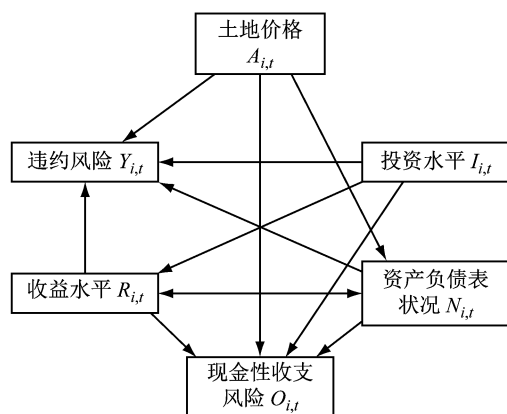 土地价格
A_{i,t}
违约风险 Y_{i,t}
投资水平 I_{i,t}
收益水平 R_{i,t}
资产负债表
状况 N_{i,t}
现金性收支
风险 O_{i,t}